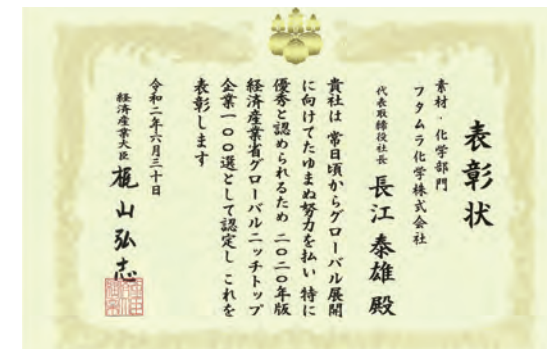 表彰状
素材・化学部門
フタムラ化学株式会社
代表取締役社長 長江 泰雄 殿
貴社は 常日頃からグローバル展開
に向けてたゆまぬ努力を払い 特に
優秀と認められるため 二〇二〇年版
経済産業省グローバルニッチトップ
企業一〇〇選として認定し これを
表彰します
令和二年六月三十日
経済産業大臣 梶山弘志